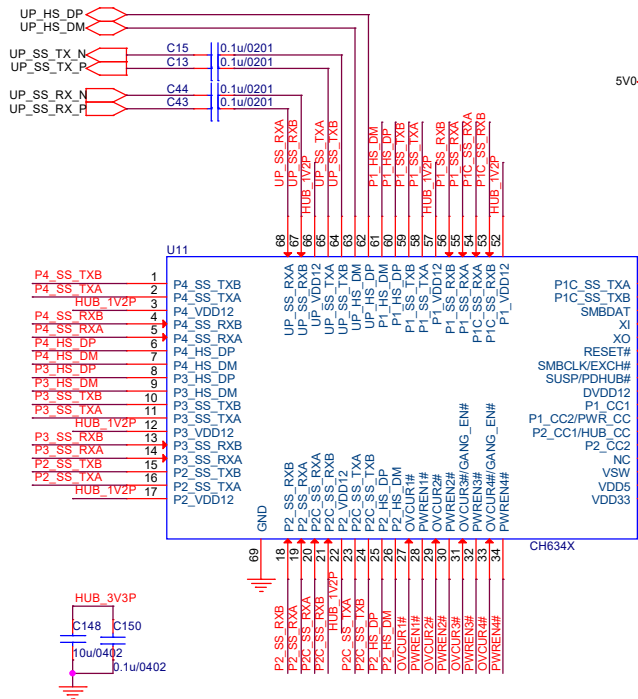 UP_HS_DP
UP_HS_DM
UP_SS_TX_N
UP_SS_TX_P
C15
0.1u/0201
C13
0.1u/0201
UP_SS_RX_N
UP_SS_RX_P
C44
0.1u/0201
C43
0.1u/0201
5V0
UP_SS_RXA
UP_SS_RXB
HUB_1V2P
UP_SS_TXA
UP_SS_TXB
P1_HS_DM
P1_HS_DP
P1_SS_TXB
P1_SS_TXA
HUB_1V2P
P1_SS_RXB
P1_SS_RXA
P1C_SS_RXA
P1C_SS_RXB
HUB_1V2P
68
67
66
65
64
63
62
61
60
59
58
57
56
55
54
53
52
U11
UP_SS_RXA
UP_SS_RXB
UP_VDD12
UP_SS_TXA
UP_SS_TXB
UP_HS_DM
UP_HS_DP
P1_HS_DM
P1_HS_DP
P1_SS_TXB
P1_SS_TXA
P1_VDD12
P1_SS_RXB
P1_SS_RXA
P1C_SS_RXA
P1C_SS_RXB
P1_VDD12
P4_SS_TXB 1 P4_SS_TXB
P4_SS_TXA 2 P4_SS_TXA
HUB_1V2P 3 P4_VDD12
P4_SS_RXB 4 P4_SS_RXB
P4_SS_RXA 5 P4_SS_RXA
P4_HS_DP 6 P4_HS_DP
P4_HS_DM 7 P4_HS_DM
P3_HS_DP 8 P3_HS_DP
P3_HS_DM 9 P3_HS_DM
P3_SS_TXB 10 P3_SS_TXB
P3_SS_TXA 11 P3_SS_TXA
HUB_1V2P 12 P3_VDD12
P3_SS_RXB 13 P3_SS_RXB
P3_SS_RXA 14 P3_SS_RXA
P2_SS_TXB 15 P2_SS_TXB
P2_SS_TXA 16 P2_SS_TXA
HUB_1V2P 17 P2_VDD12
P1C_SS_TXA
P1C_SS_TXB
SMBDAT
XI
XO
RESET#
SMBCLK/EXCH#
SUSP/PDHUB#
DVDD12
P1_CC1
P1_CC2/PWR_CC
P2_CC1/HUB_CC
P2_CC2
NC
VSW
VDD5
VDD33
GND
P2_SS_RXB
P2_SS_RXA
P2C_SS_RXA
P2C_SS_RXB
P2_VDD12
P2C_SS_TXA
P2C_SS_TXB
P2_HS_DP
P2_HS_DM
OVCUR1#
PWREN1#
OVCUR2#
PWREN2#
OVCUR3#/GANG_EN#
PWREN3#
OVCUR4#/GANG_EN#
PWREN4#
CH634X
69
18
19
20
21
22
23
24
25
26
27
28
29
30
31
32
33
34
P2_SS_RXB
P2_SS_RXA
P2C_SS_RXA
P2C_SS_RXB
HUB_1V2P
P2C_SS_TXA
P2C_SS_TXB
P2_HS_DP
P2_HS_DM
OVCUR1#
PWREN1#
OVCUR2#
PWREN2#
OVCUR3#
PWREN3#
OVCUR4#
PWREN4#
HUB_3V3P
C148
10u/0402
C150
0.1u/0402